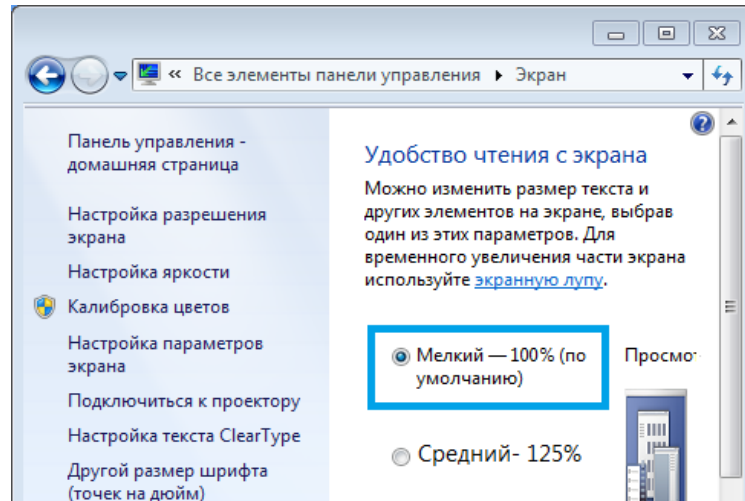 « Все элементы панели управления ▸ Экран
Панель управления -
домашняя страница
Настройка разрешения
экрана
Настройка яркости
Калибровка цветов
Настройка параметров
экрана
Подключиться к проектору
Настройка текста ClearType
Другой размер шрифта
(точек на дюйм)
Удобство чтения с экрана
Можно изменить размер текста и
других элементов на экране, выбрав
один из этих параметров. Для
временного увеличения части экрана
используйте экранную лупу.
Мелкий — 100% (по
умолчанию)
Просмо
Средний- 125%